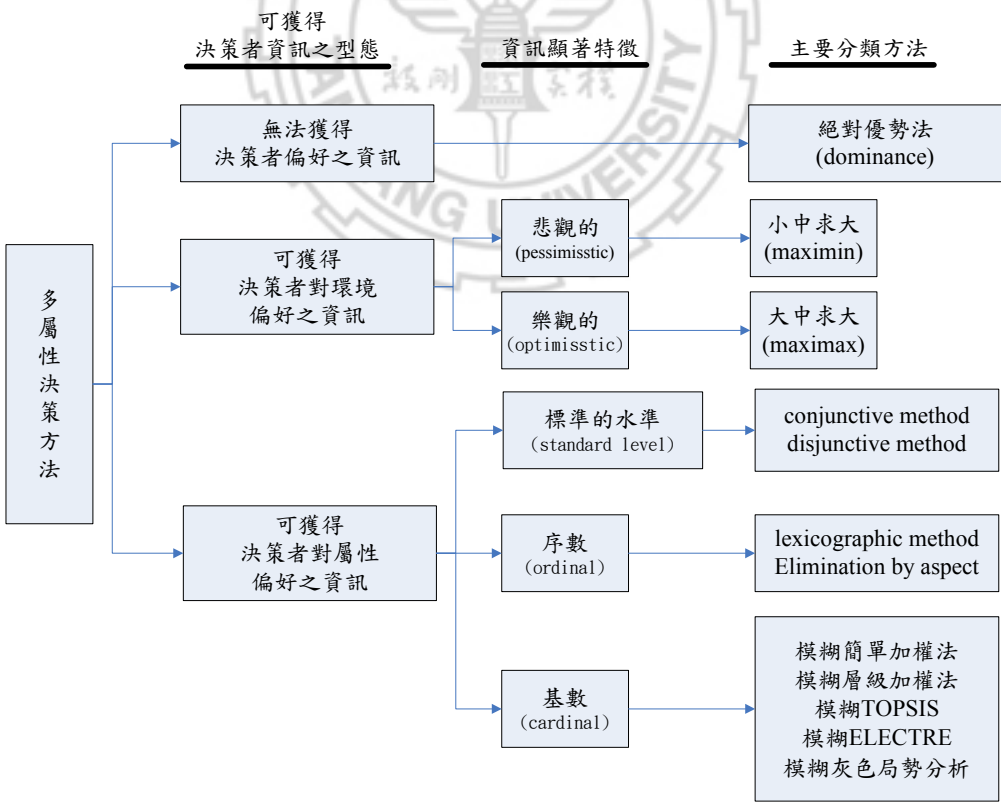 可獲得
決策者資訊之型態
資訊顯著特徵
主要分類方法
無法獲得
決策者偏好之資訊
絕對優勢法
(dominance)
可獲得
決策者對環境
偏好之資訊
悲觀的
(pessimisstic)
小中求大
(maximin)
樂觀的
(optimisstic)
大中求大
(maximax)
多屬性決策方法
可獲得
決策者對屬性
偏好之資訊
標準的水準
(standard level)
conjunctive method
disjunctive method
序數
(ordinal)
lexicographic method
Elimination by aspect
基數
(cardinal)
模糊簡單加權法
模糊層級加權法
模糊TOPSIS
模糊ELECTRE
模糊灰色局勢分析
NG UNIVERSITY